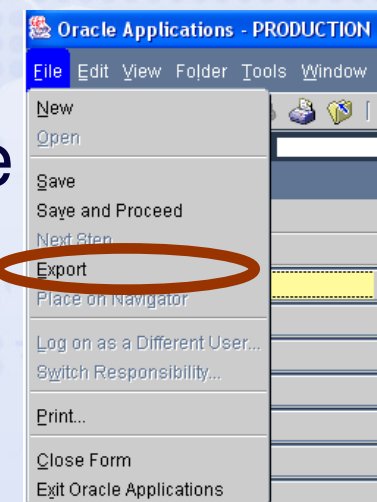 Oracle Applications - PRODUCTION
File Edit View Folder Tools Window
New
Open
e
Save
Save and Proceed
Next Step
Export
Place on Navigator
Log on as a Different User...
Switch Responsibility...
Print...
Close Form
Exit Oracle Applications